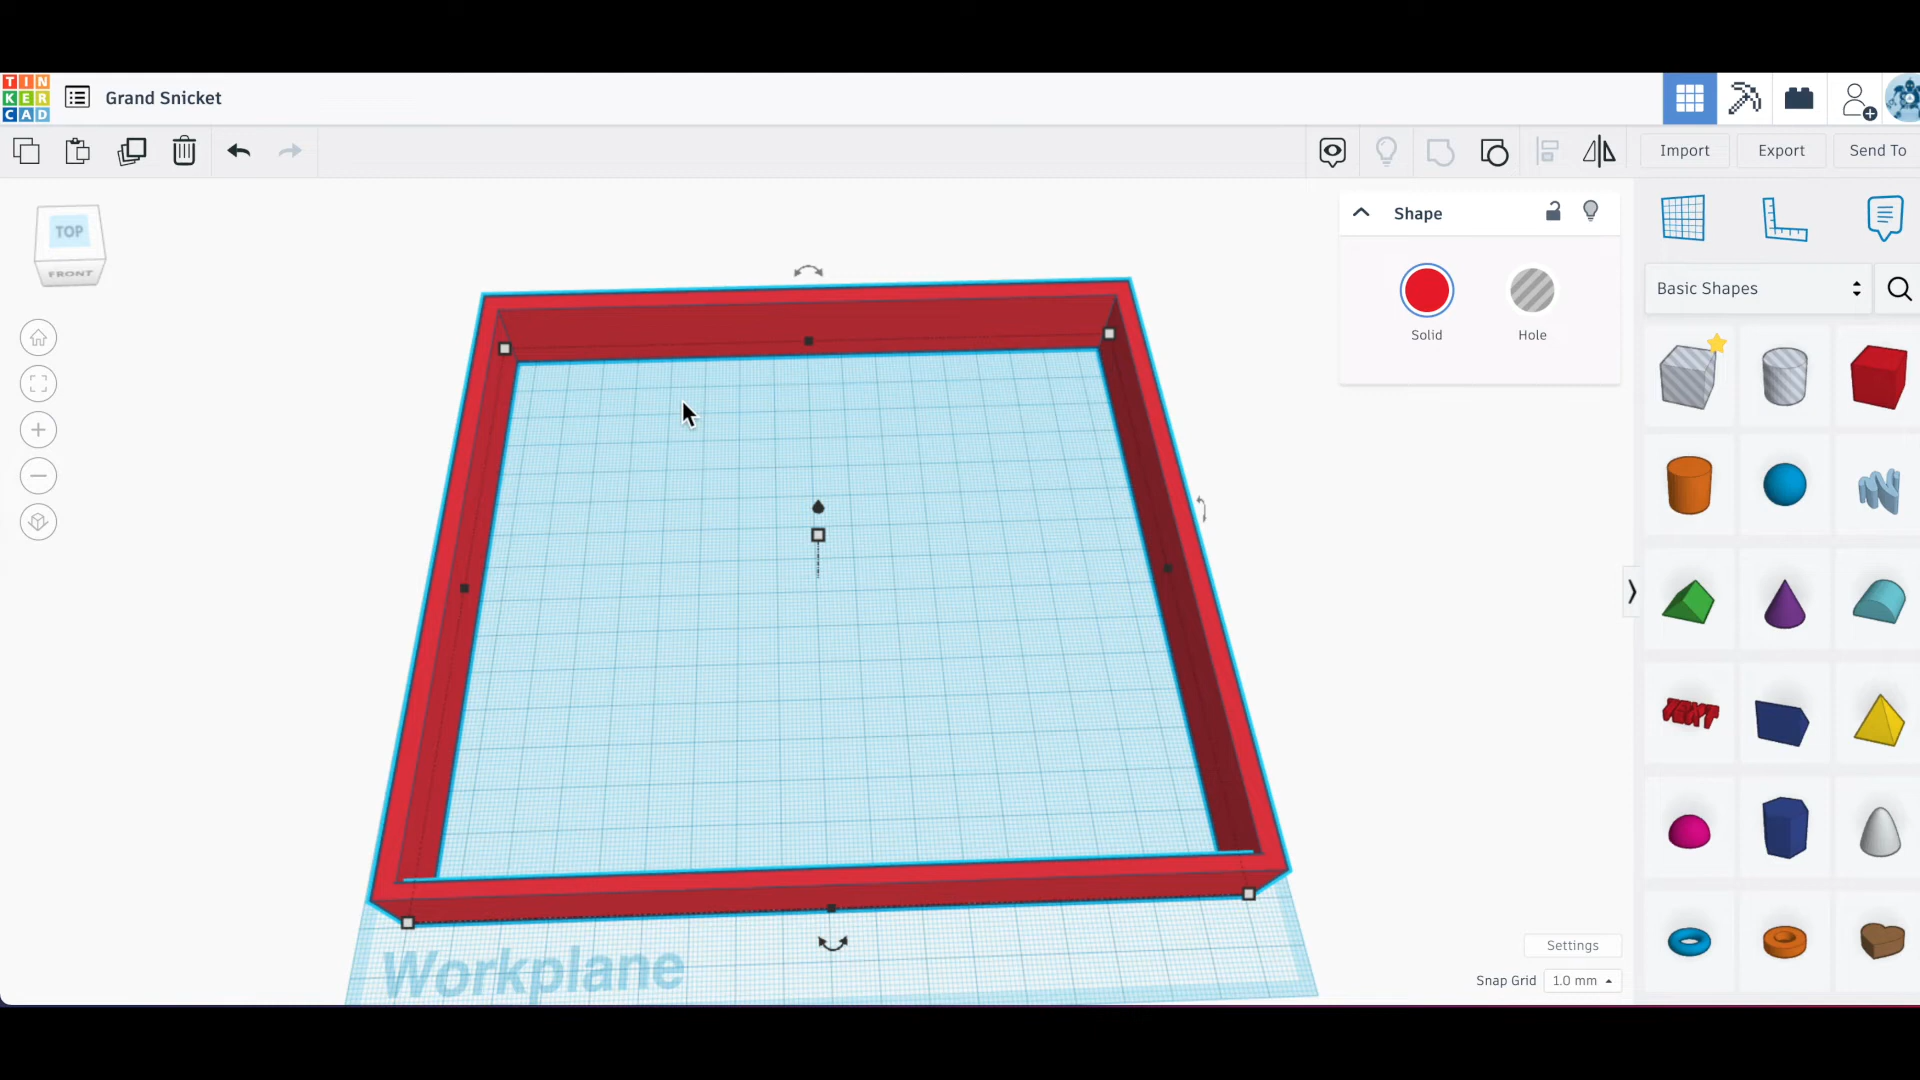 TIN
KER
CAD
Grand Snicket
Import
Export
Send To
TOP
FRONT
Shape
Solid
Hole
Basic Shapes
TEXT
Workplane
Settings
Snap Grid
1.0 mm